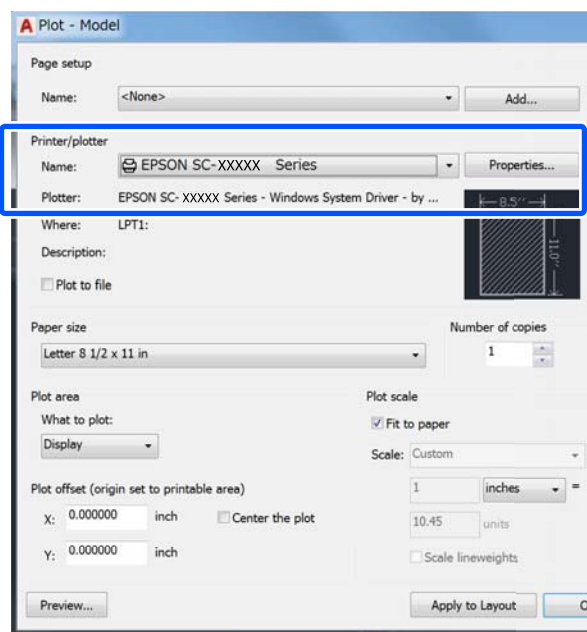 Plot - Model
Page setup
Name: <None> Add...
Printer/plotter
Name: EPSON SC-XXXXX Series Properties...
Plotter: EPSON SC- XXXXX Series - Windows System Driver - by ...
8.5''
Where: LPT1:
11.0''
Description:
Plot to file
Paper size Number of copies
Letter 8 1/2 x 11 in 1
Plot area Plot scale
What to plot: Fit to paper
Display Scale: Custom
Plot offset (origin set to printable area) 1 inches =
X: 0.000000 inch Center the plot 10.45 units
Y: 0.000000 inch Scale lineweights
Preview... Apply to Layout